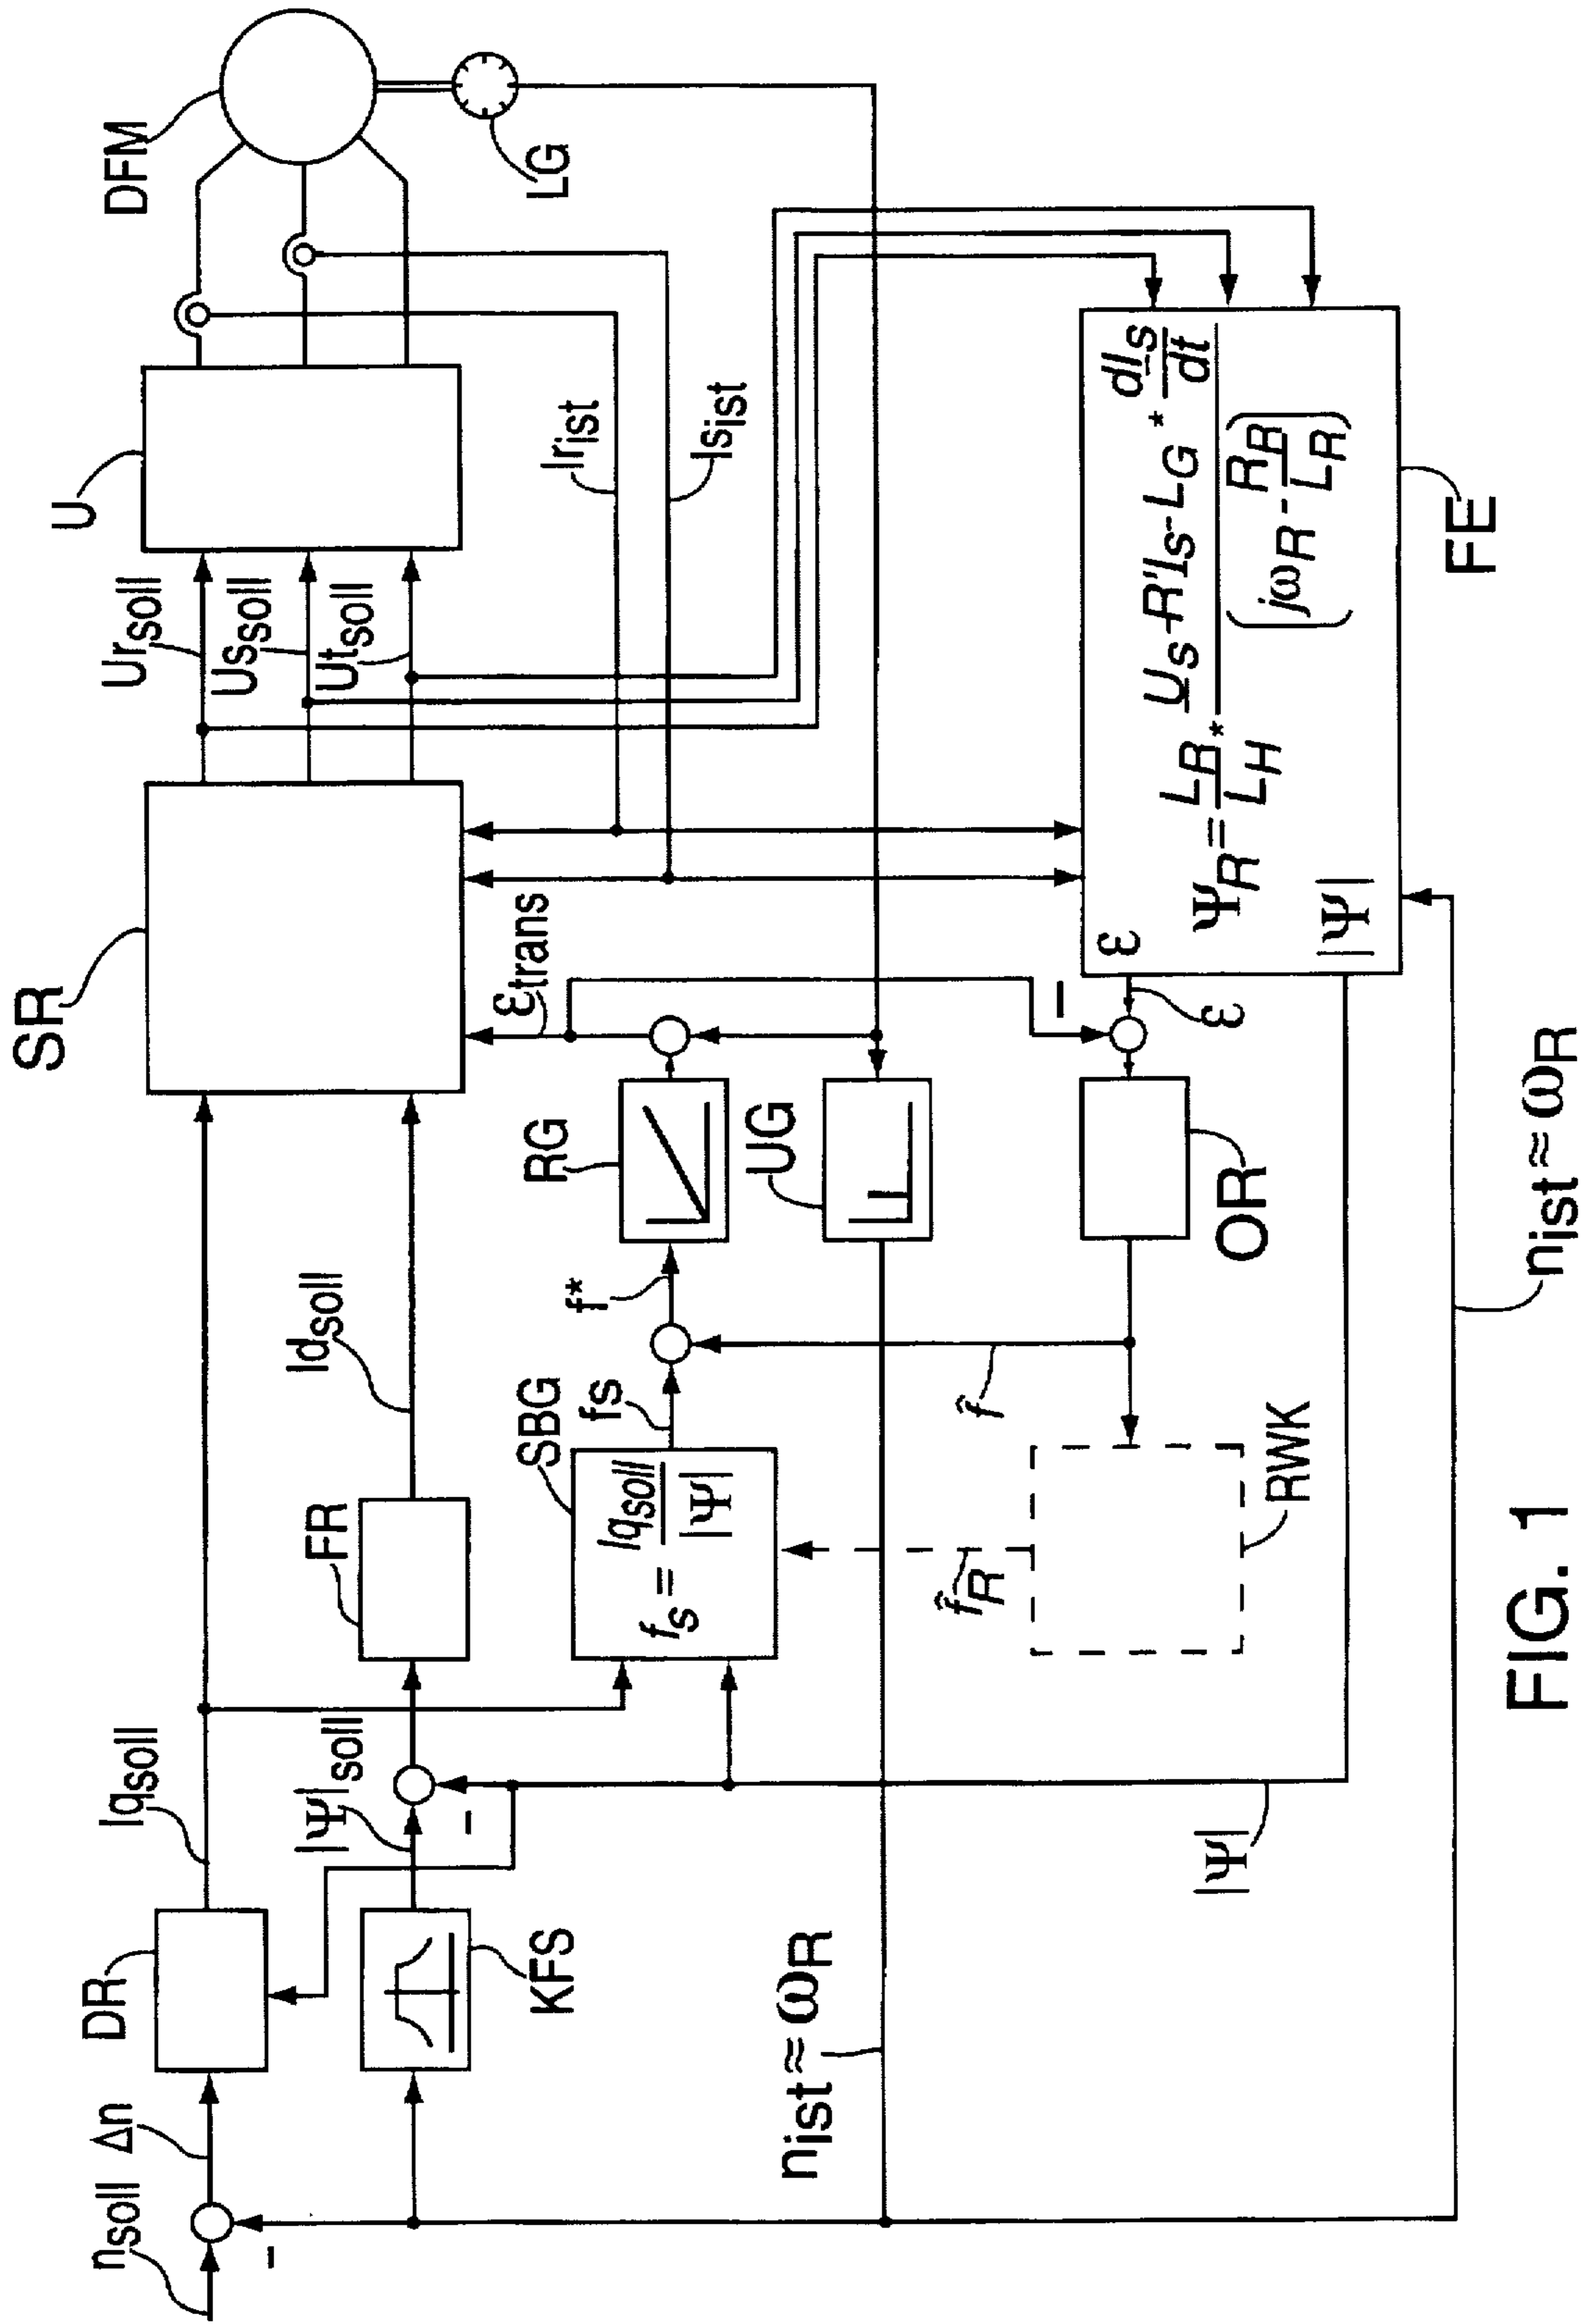 SR
U
DFM
Ur_soll
Us_soll
Ut_soll
LG
Ir_ist
Is_ist
n_soll
Δn
DR
Iq_soll
|Ψ|_soll
FR
Id_soll
KFS
SBG
f_s = Iq_soll / |Ψ|
fs
f*
RG
ε_trans
UG
f̂
f̂_R
RWK
OR
ε
ε
Ψ_R = L_R / L_H * (U_s - R'I_s - L_G * dI_s/dt) / (jω_R - R_R / L_R)
|Ψ|
FE
|Ψ|
n_ist ≈ ω_R
n_ist ≈ ω_R
FIG. 1